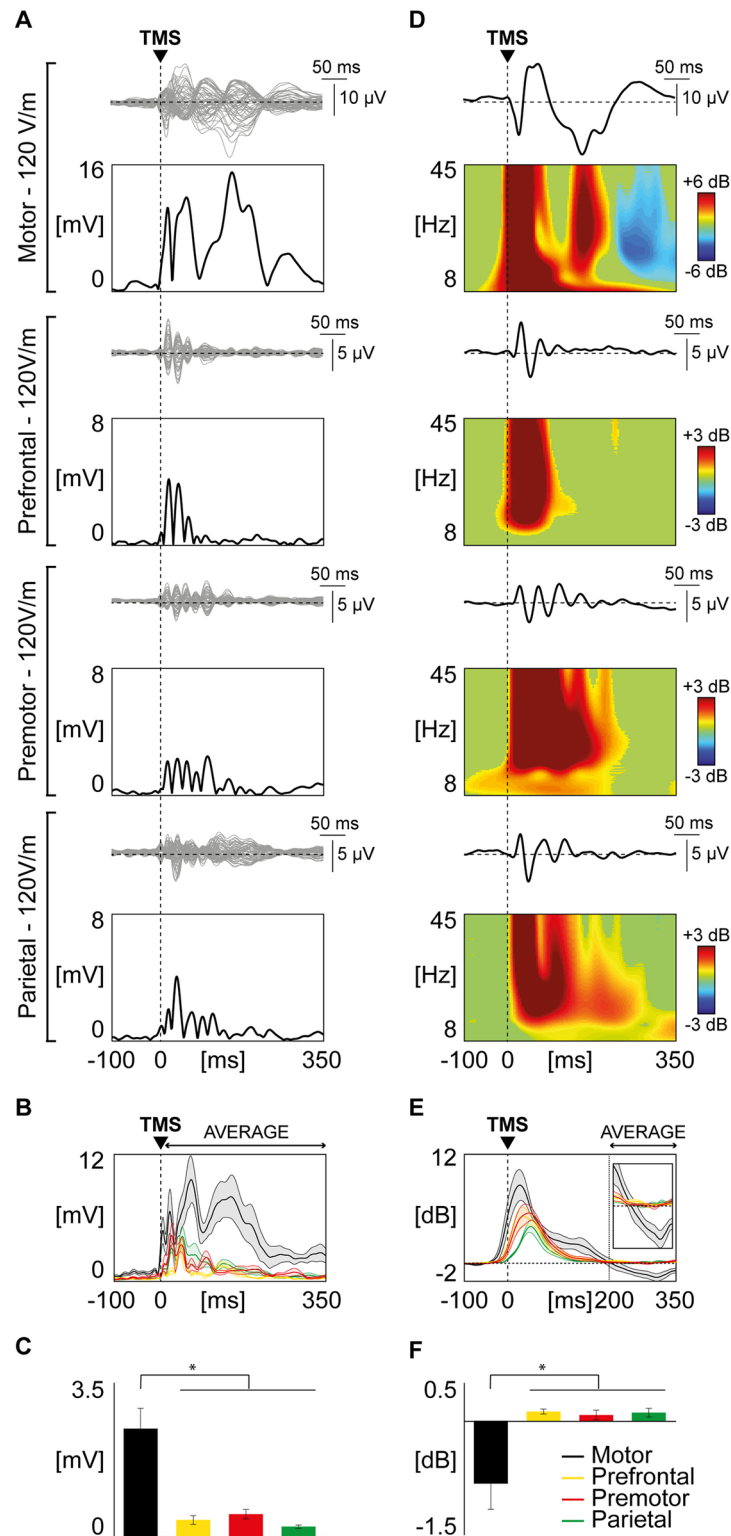 A
TMS
50 ms
10 µV
Motor - 120 V/m
16
[mV]
0
Prefrontal - 120V/m
50 ms
5 µV
8
[mV]
0
Premotor - 120V/m
50 ms
5 µV
8
[mV]
0
Parietal - 120V/m
50 ms
5 µV
8
[mV]
0
-100 0 [ms] 350
D
TMS
50 ms
10 µV
45
[Hz]
8
+6 dB
-6 dB
50 ms
5 µV
45
[Hz]
8
+3 dB
-3 dB
50 ms
5 µV
45
[Hz]
8
+3 dB
-3 dB
50 ms
5 µV
45
[Hz]
8
+3 dB
-3 dB
-100 0 [ms] 350
B
TMS
AVERAGE
12
[mV]
0
-100 0 [ms] 350
E
TMS
AVERAGE
12
[dB]
-2
-100 0 [ms]200 350
C
*
3.5
[mV]
0
F
*
0.5
[dB]
-1.5
Motor
Prefrontal
Premotor
Parietal